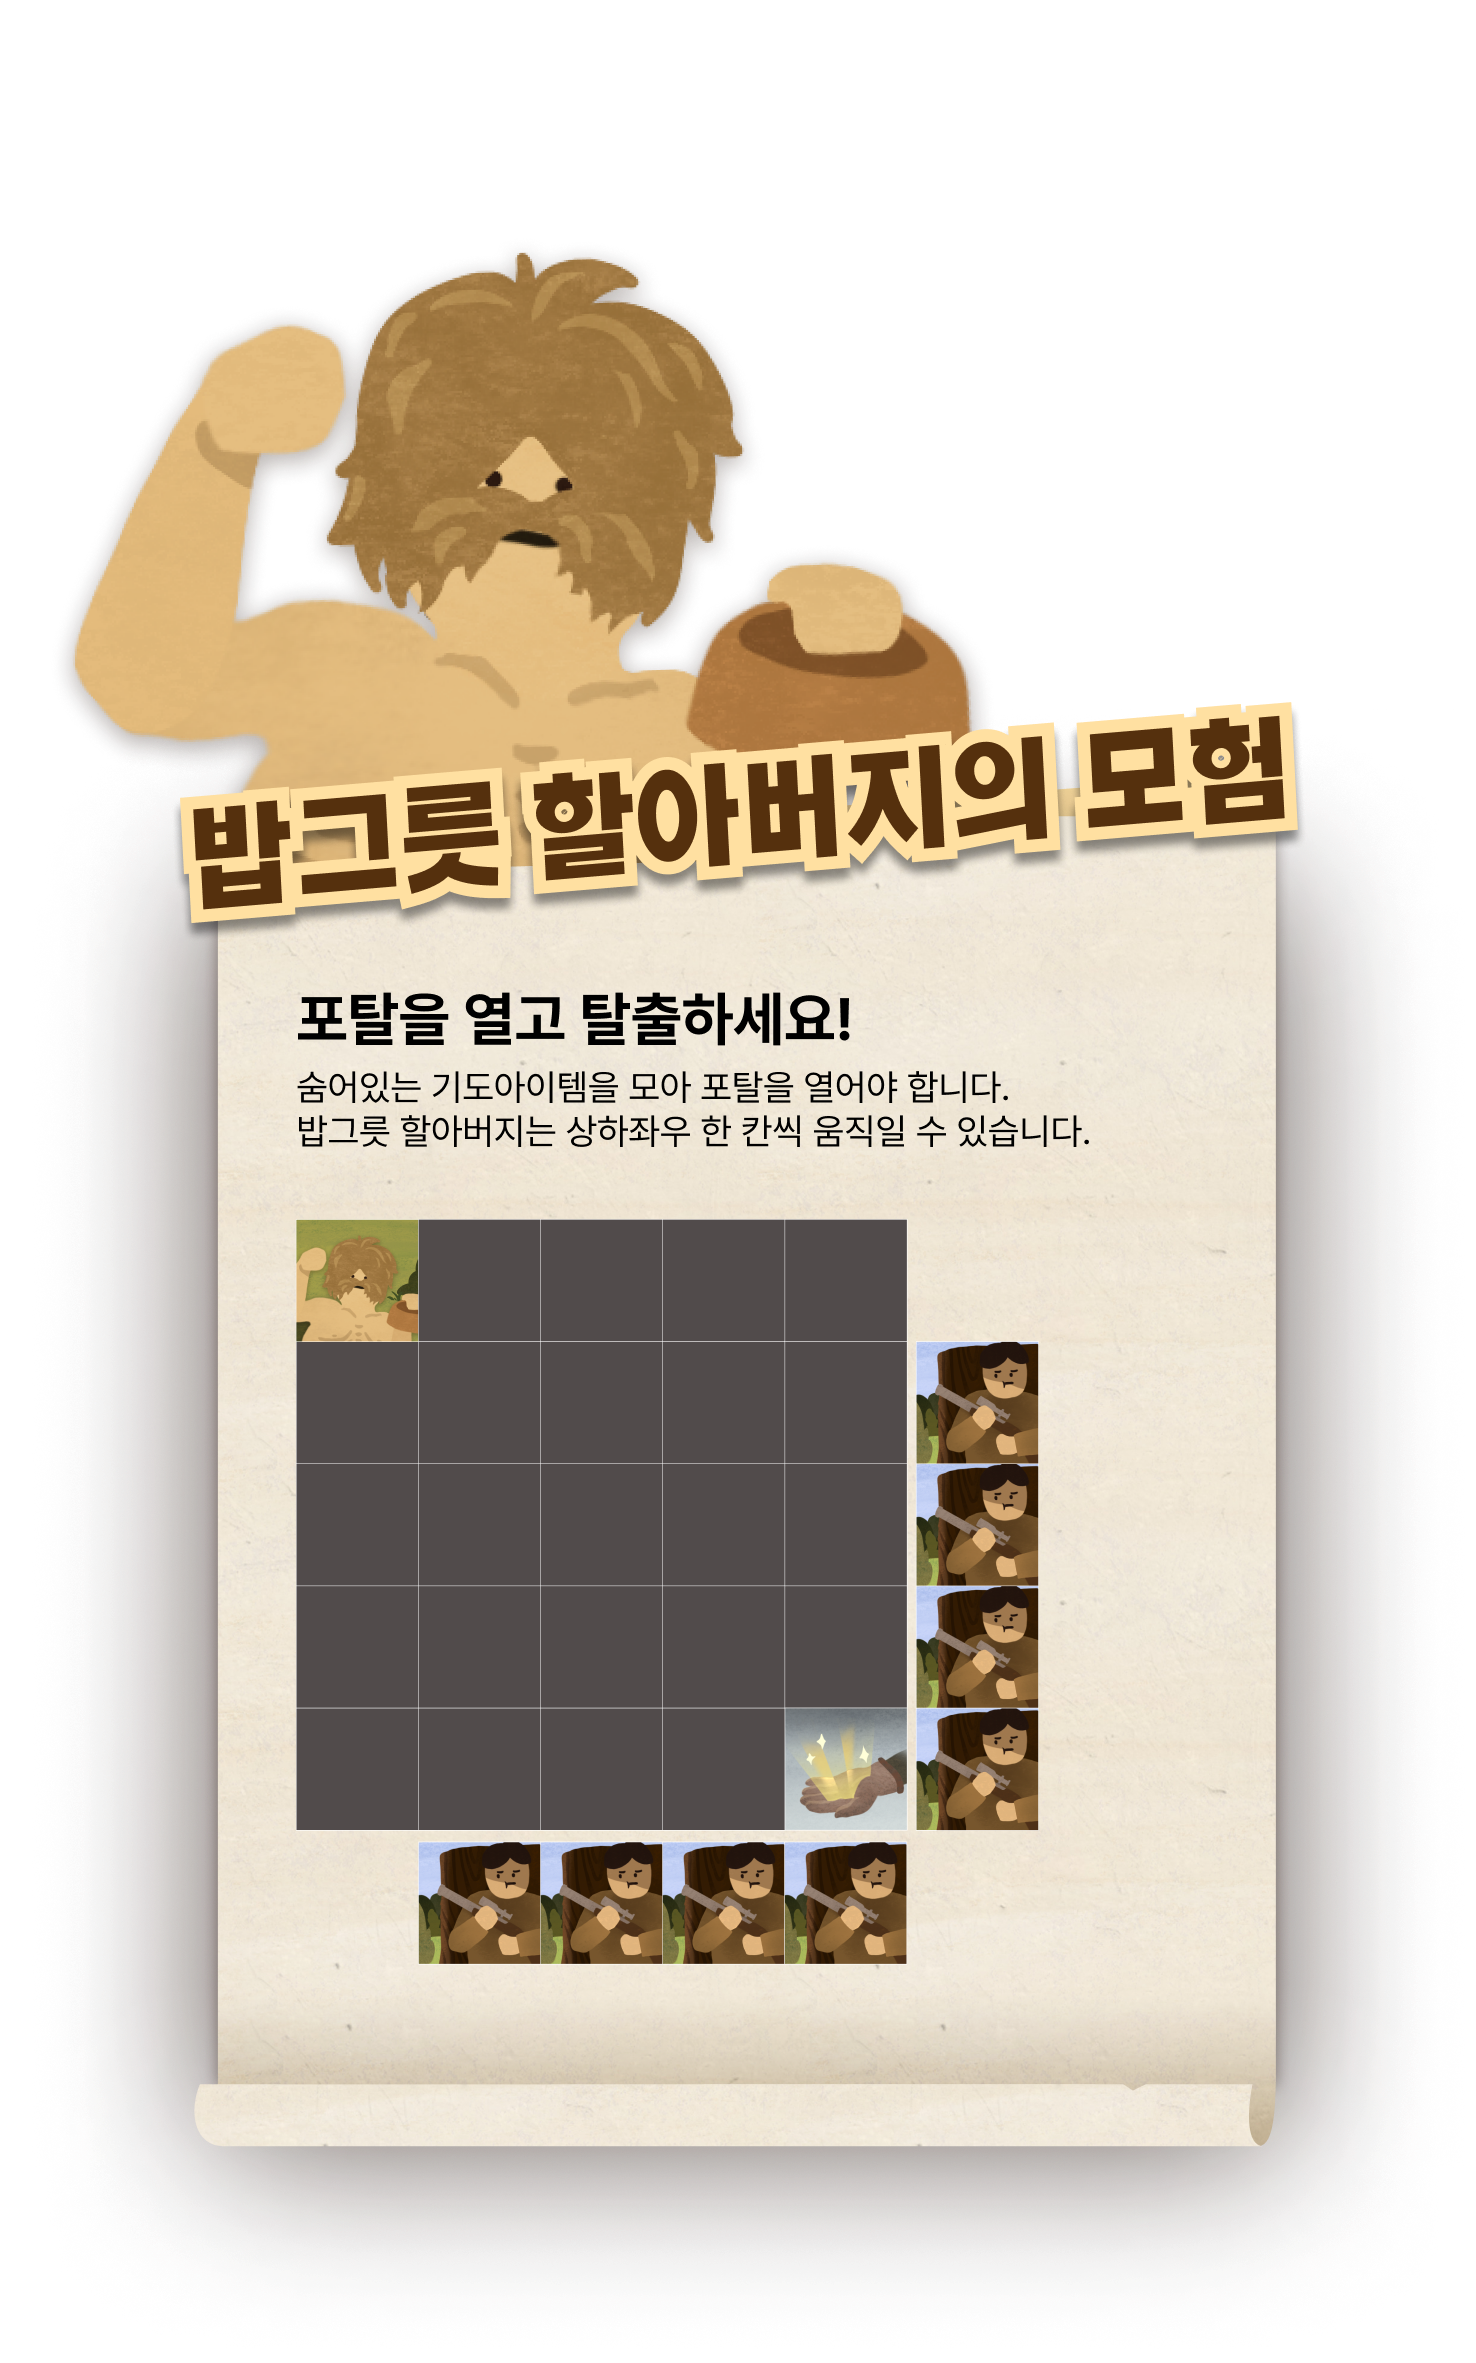 밥그릇 할아버지의 모험
포탈을 열고 탈출하세요!
숨어있는 기도아이템을 모아 포탈을 열어야 합니다.
밥그릇 할아버지는 상하좌우 한 칸씩 움직일 수 있습니다.